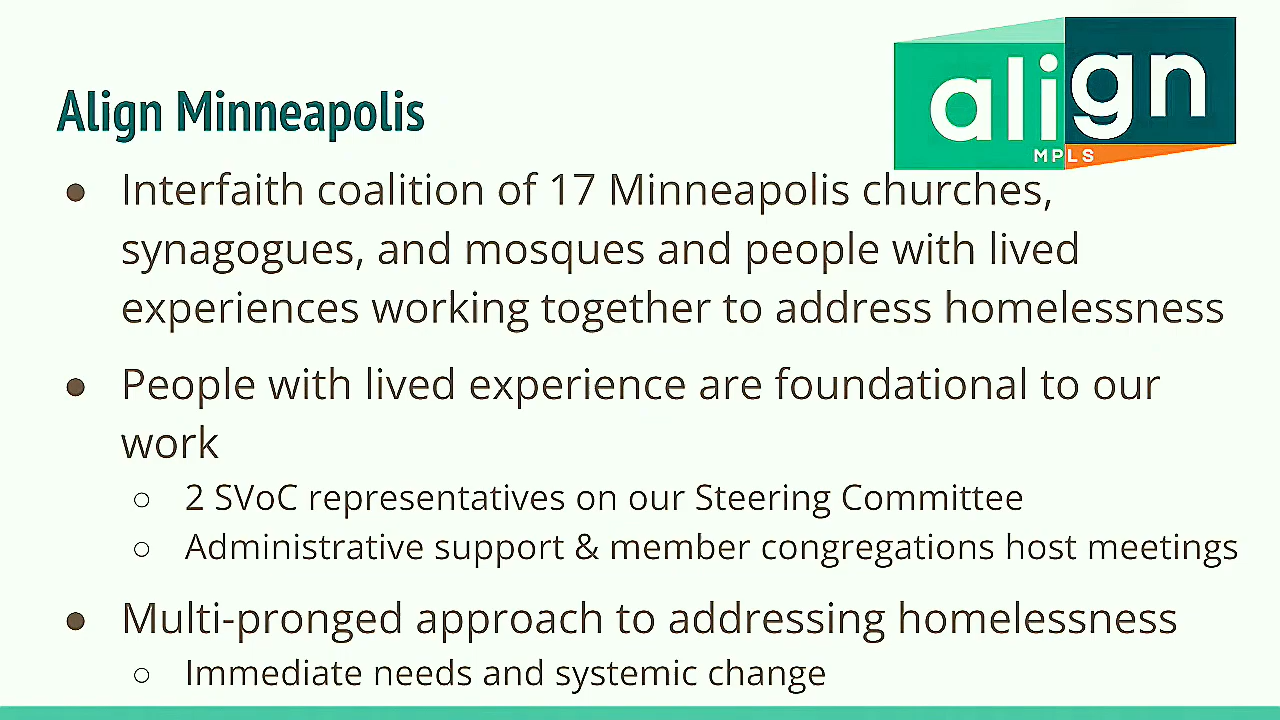 align
MPLS
Align Minneapolis
● Interfaith coalition of 17 Minneapolis churches,
synagogues, and mosques and people with lived
experiences working together to address homelessness
● People with lived experience are foundational to our
work
○ 2 SVoC representatives on our Steering Committee
○ Administrative support & member congregations host meetings
● Multi-pronged approach to addressing homelessness
○ Immediate needs and systemic change